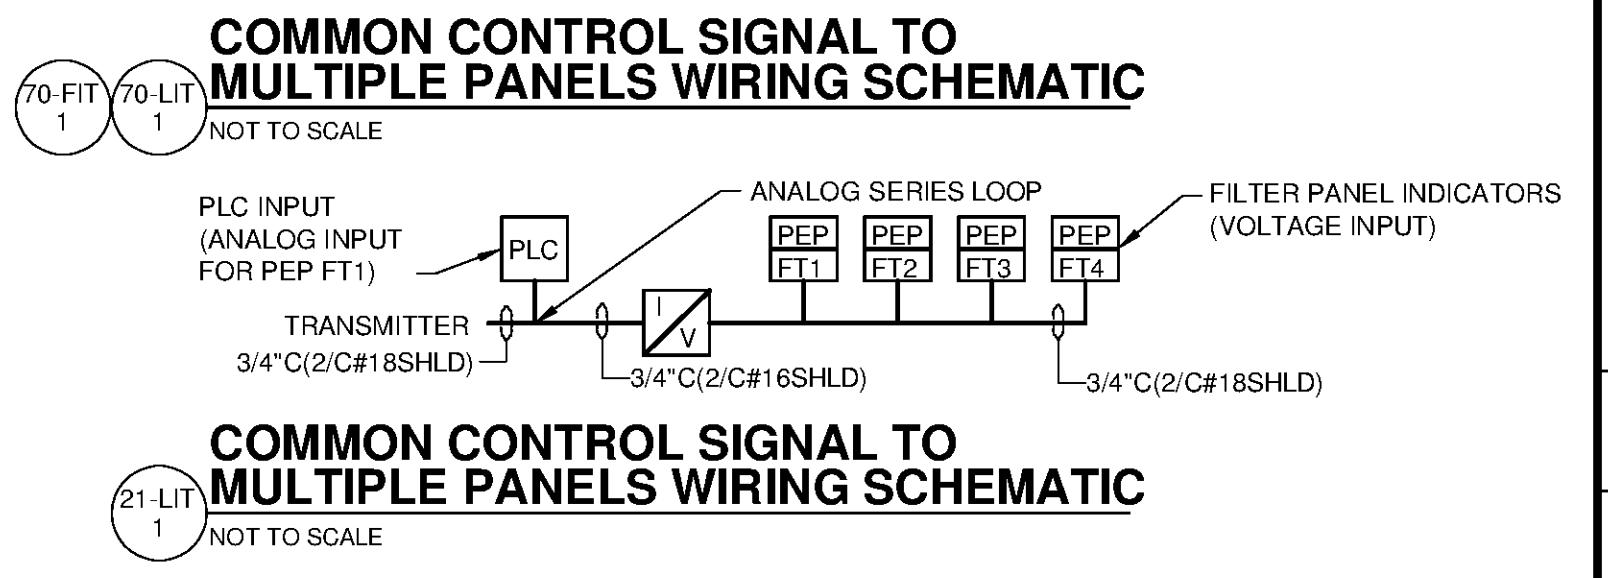 COMMON CONTROL SIGNAL TO
MULTIPLE PANELS WIRING SCHEMATIC
70-FIT
1
70-LIT
1
NOT TO SCALE
PLC INPUT
(ANALOG INPUT
FOR PEP FT1)
PLC
ANALOG SERIES LOOP
PEP
FT1
PEP
FT2
PEP
FT3
PEP
FT4
FILTER PANEL INDICATORS
(VOLTAGE INPUT)
TRANSMITTER
I
V
3/4"C(2/C#18SHLD)
3/4"C(2/C#16SHLD)
3/4"C(2/C#18SHLD)
COMMON CONTROL SIGNAL TO
MULTIPLE PANELS WIRING SCHEMATIC
21-LIT
1
NOT TO SCALE